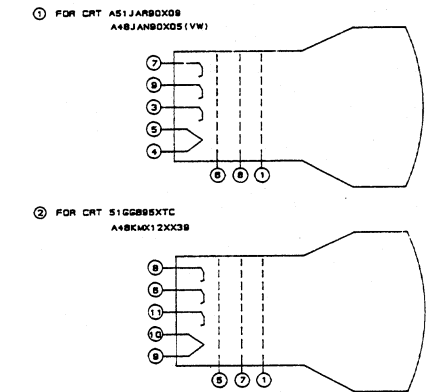 ① FOR CRT A51JAR90X09
A48JAN90X05(VW)
⑦
⑨
③
⑤
④
⑥ ⑧ ①
② FOR CRT 51GGB95XTC
A48KMX12XX39
⑧
⑥
⑪
⑩
⑨
⑤ ⑦ ①